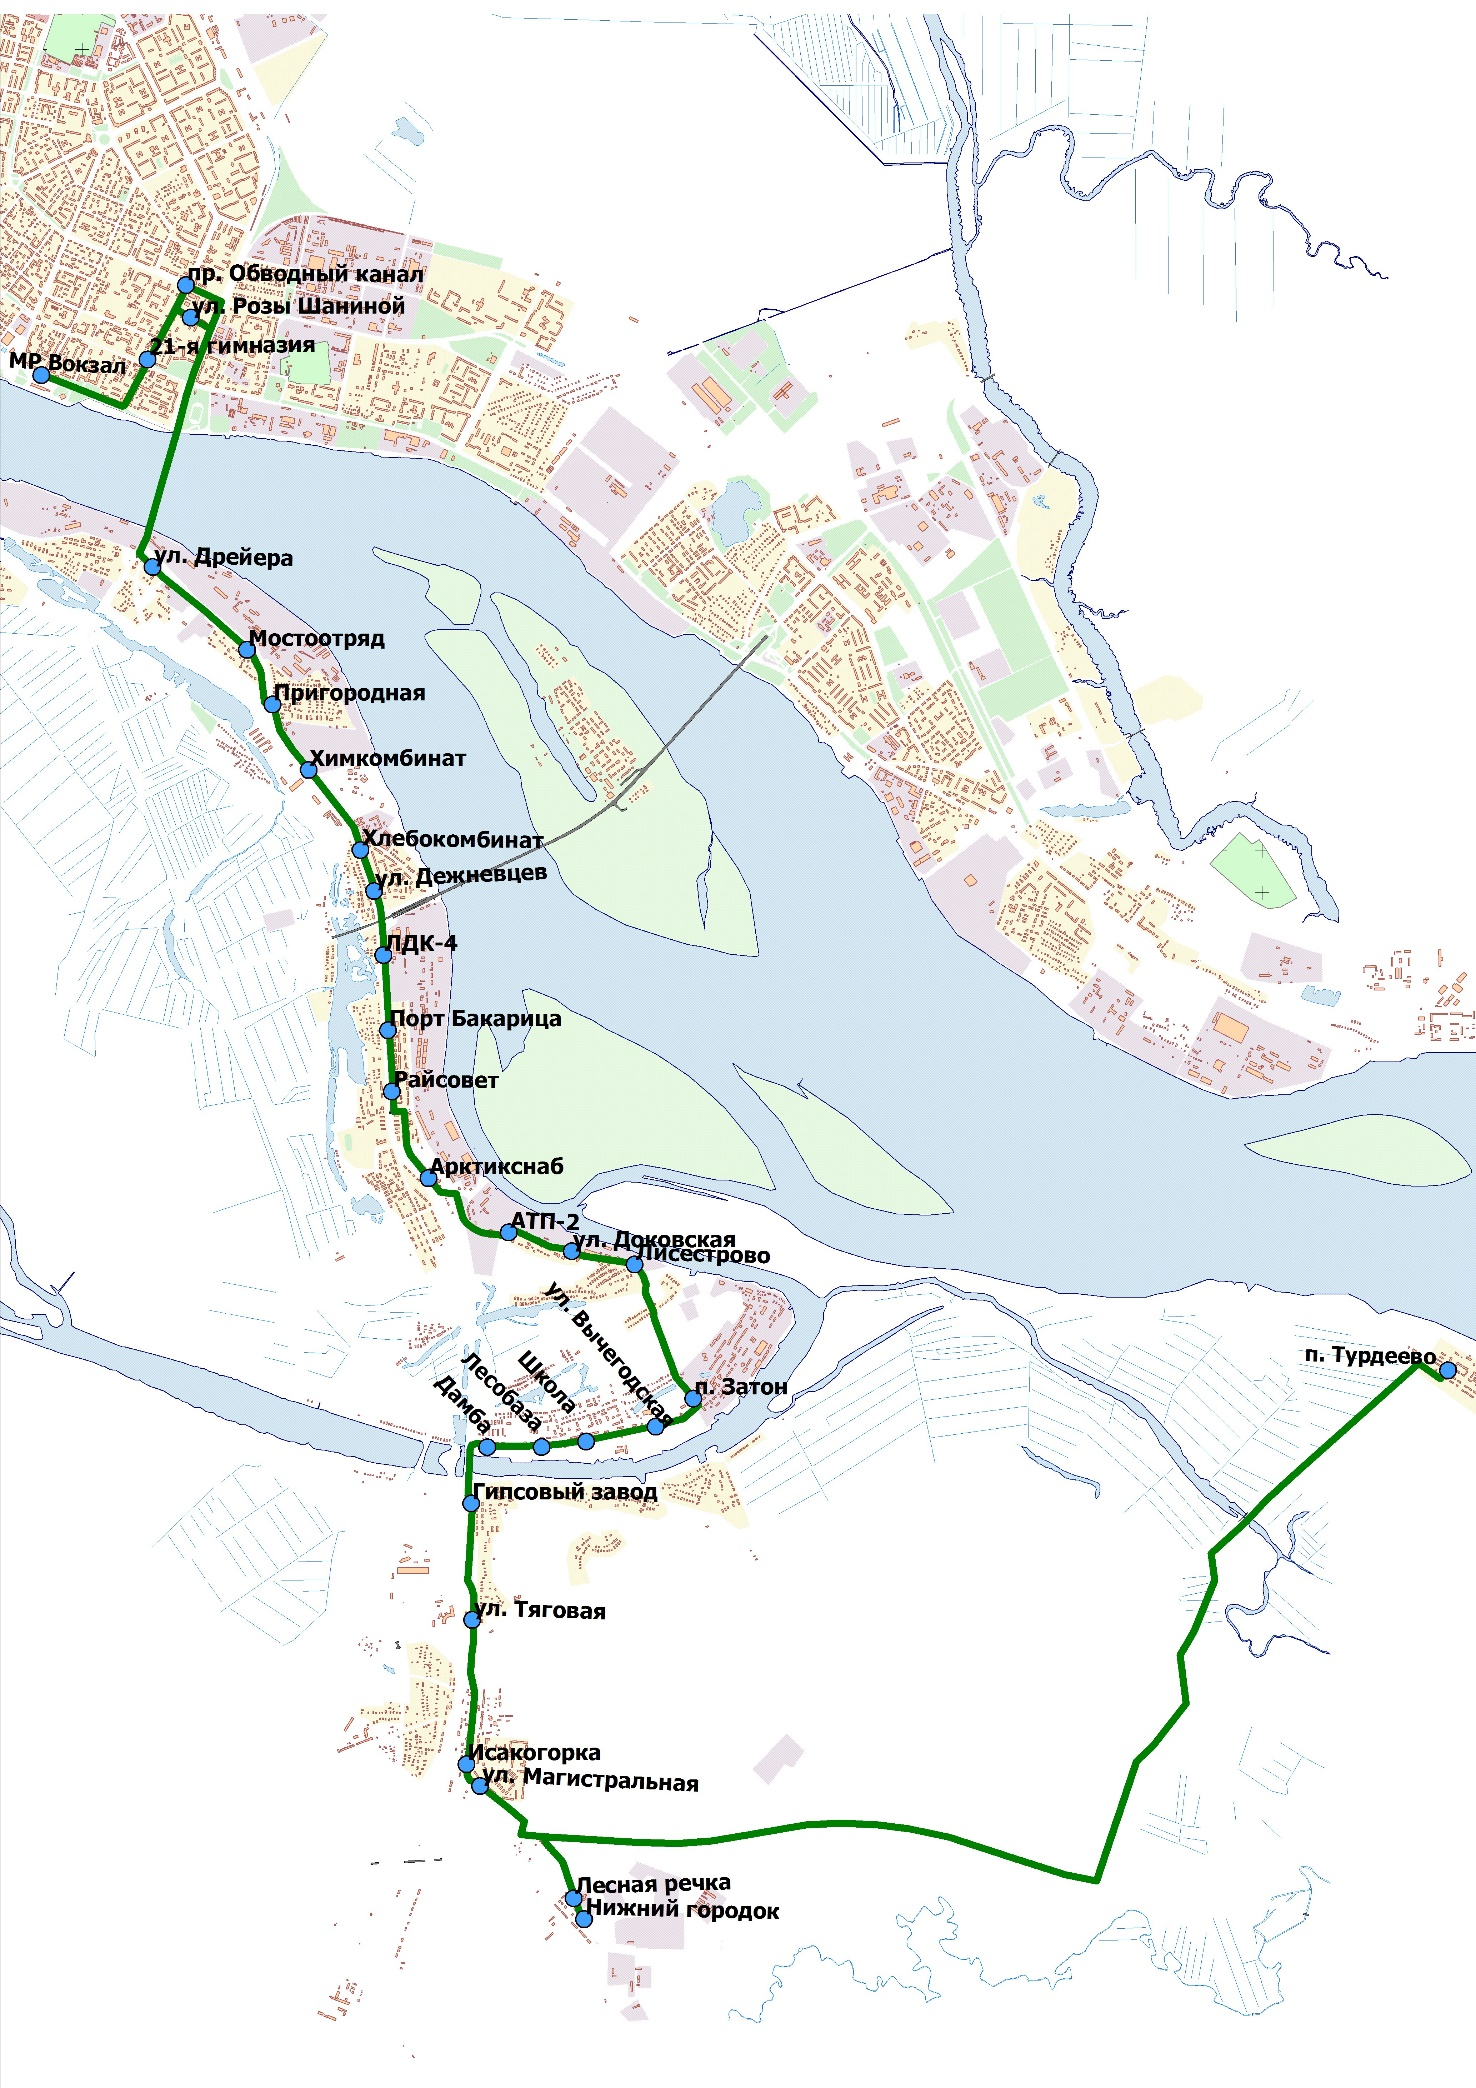 пр. Обводный канал
ул. Розы Шаниной
21-я гимназия
МР Вокзал
ул. Дрейера
Мостоотряд
Пригородная
Химкомбинат
Хлебокомбинат
ул. Дежневцев
ЛДК-4
Порт Бакарица
Райсовет
Арктикснаб
АТП-2
ул. Доковская
Лисестрово
ул. Вычегодская
п. Турдеево
Школа
Лесобаза
Дамба
п. Затон
Гипсовый завод
ул. Тяговая
Исакогорка
ул. Магистральная
Лесная речка
Нижний городок